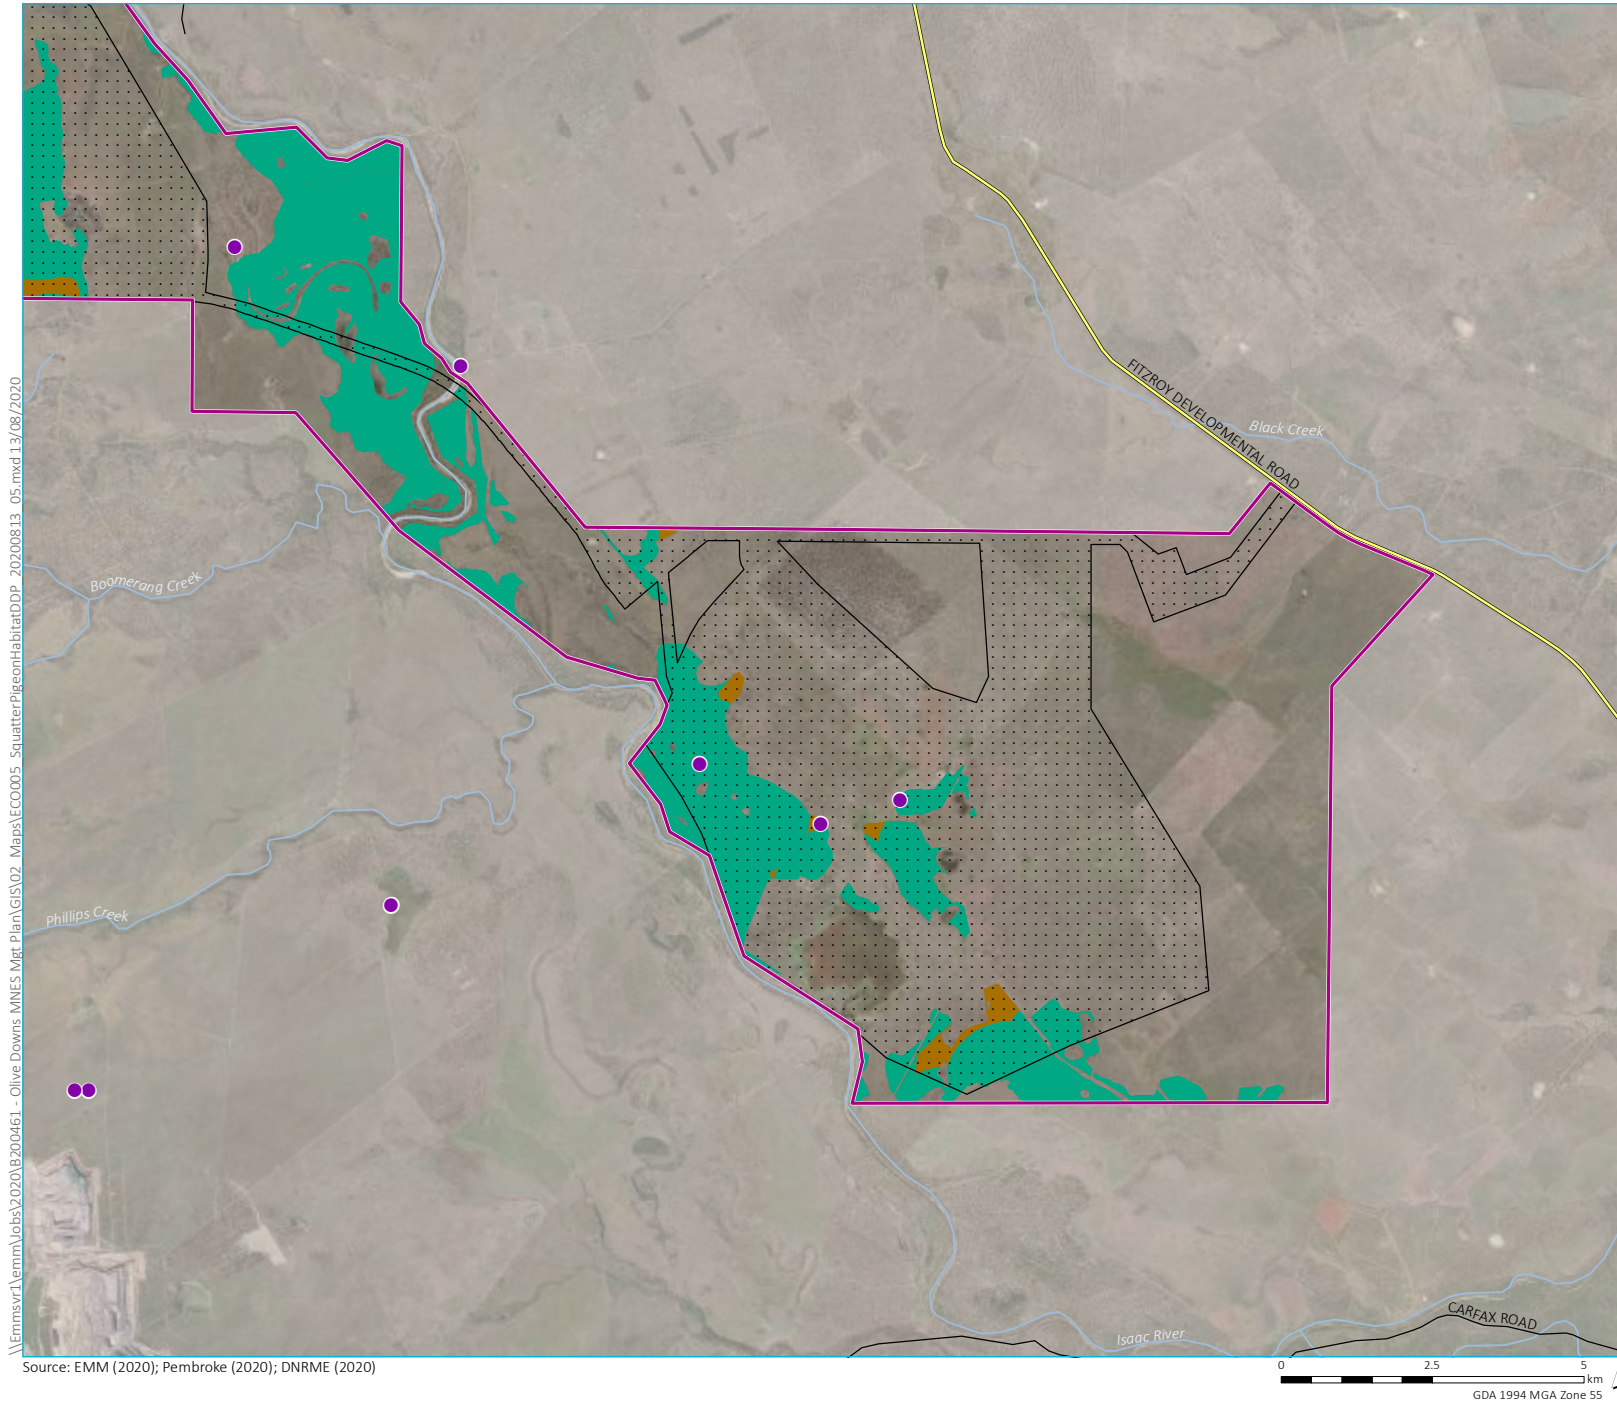 FITZROY DEVELOPMENTAL ROAD
Black Creek
Boomerang Creek
Phillips Creek
Isaac River
CARFAX ROAD
\\Emmsvr1\emm\Jobs\2020\B200461 - Olive Downs MNES Mgt Plan\GIS\02_Maps\ECO005_SquatterPigeonHabitatDDP_20200813_05.mxd 13/08/2020
Source: EMM (2020); Pembroke (2020); DNRME (2020)
0 2.5 5
km
GDA 1994 MGA Zone 55